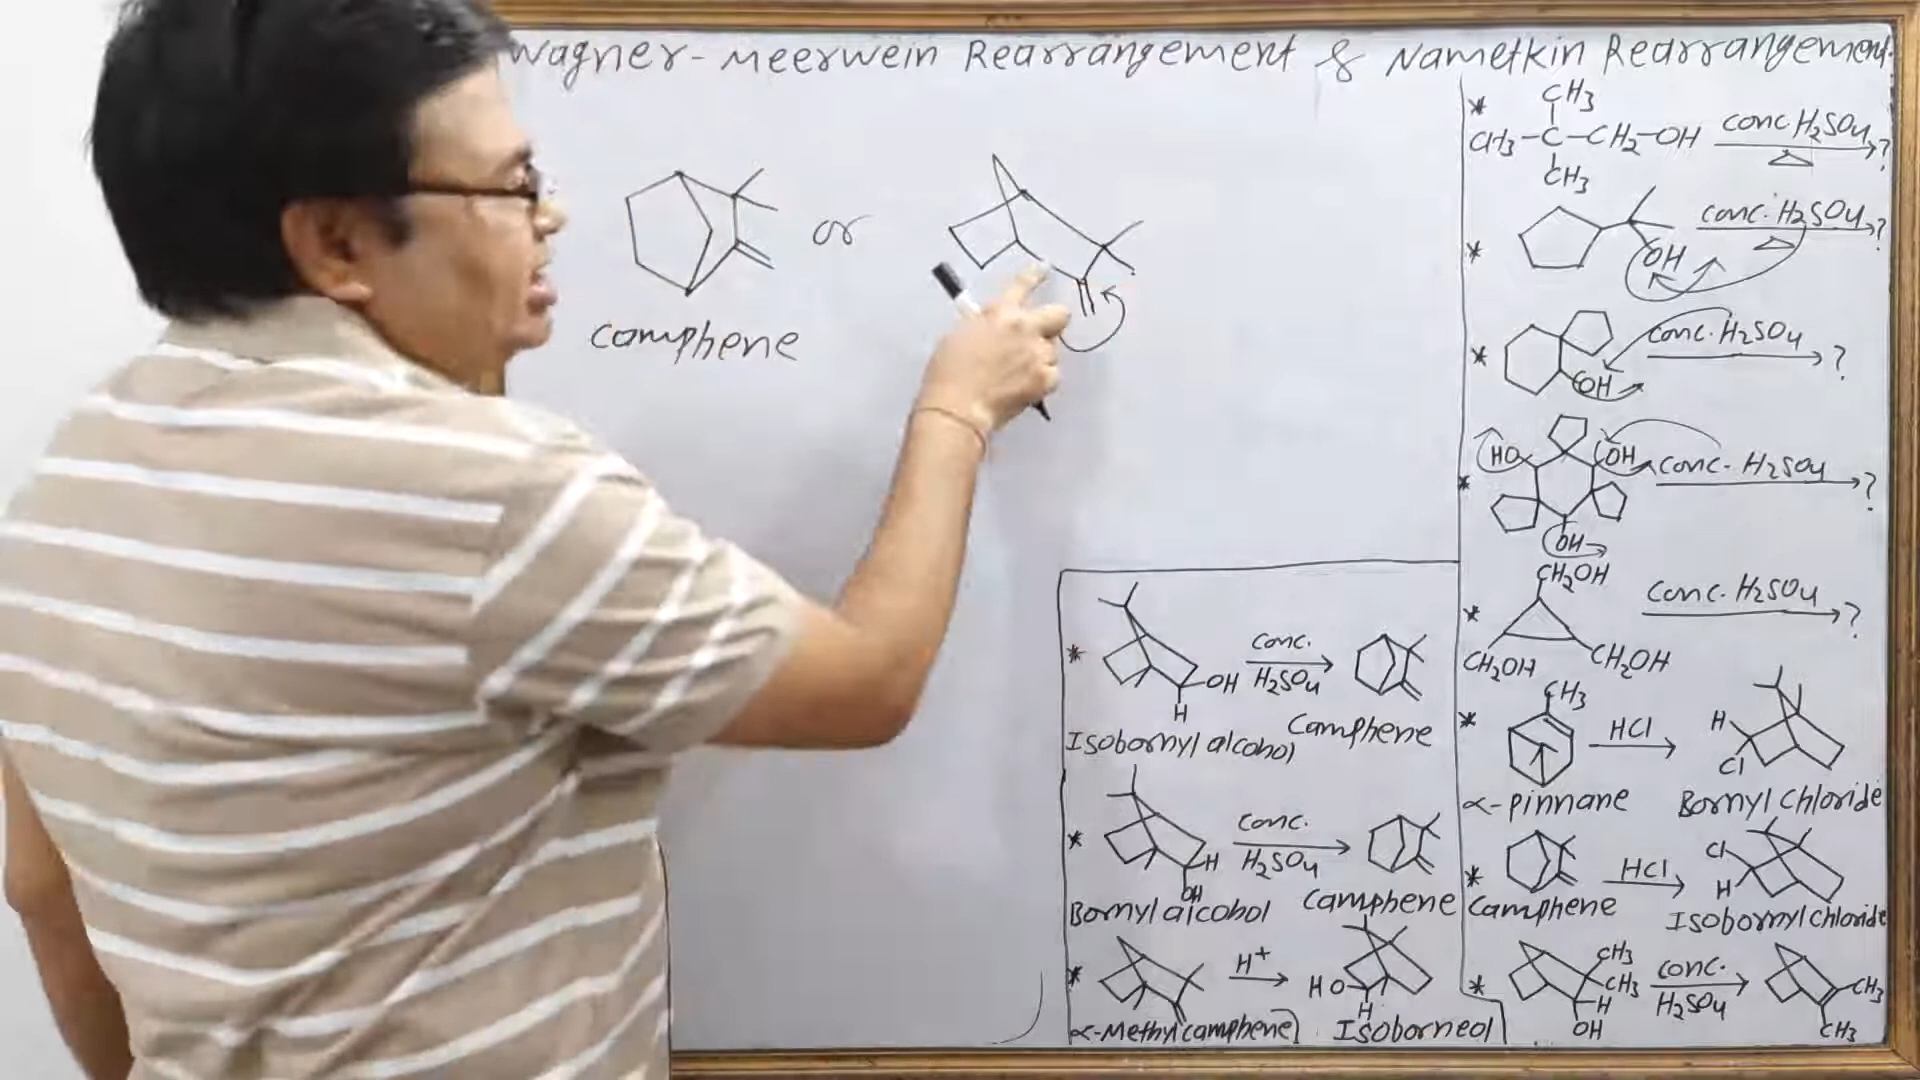 Wagner-Meerwein Rearrangement & Nametkin Rearrangement:
or
Camphene
* CH3
CH3-C-CH2-OH conc.H2SO4 △ ?
CH3
* OH conc.H2SO4 △ ?
* OH conc.H2SO4 ?
* HO OH conc-H2SO4 ?
OH
* CH2OH conc.H2SO4 ?
CH2OH CH2OH
* CH3 HCl H Cl
α-pinnane Bornyl chloride
* HCl Cl H
Camphene Isobornyl chloride
* CH3 CH3 H OH conc. H2SO4 CH3 CH3
* OH H conc. H2SO4
Isobornyl alcohol Camphene
* H OH conc. H2SO4
Bornyl alcohol Camphene
* H+ HO H
α-Methylcamphene Isoborneol